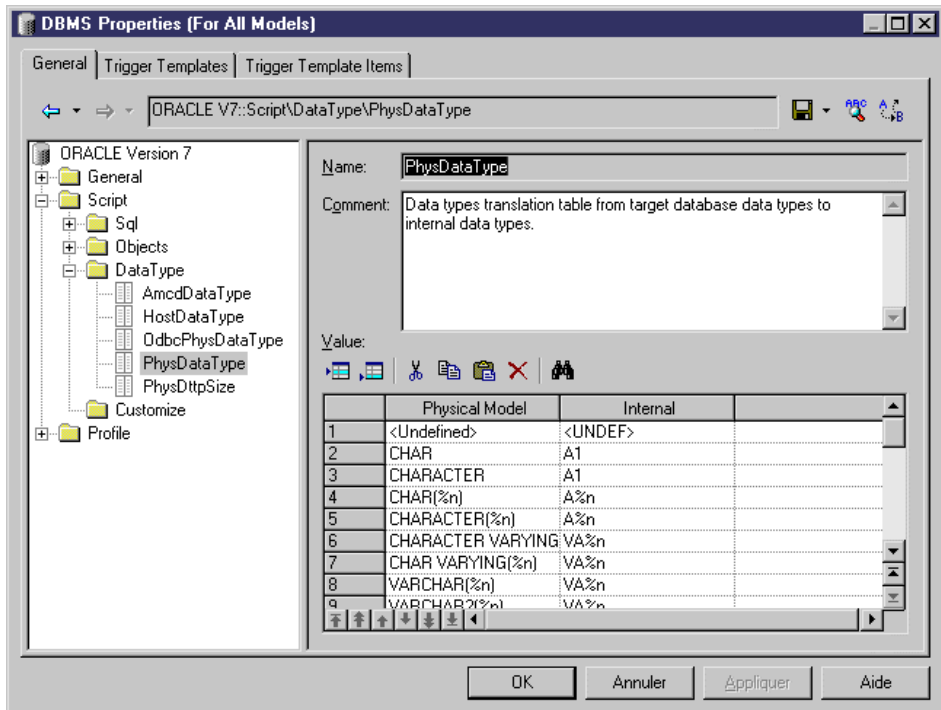 DBMS Properties (For All Models)
General Trigger Templates Trigger Template Items
ORACLE V7::Script\DataType\PhysDataType
ABC A B
ORACLE Version 7
General
Script
Sql
Objects
DataType
AmcdDataType
HostDataType
OdbcPhysDataType
PhysDataType
PhysDttpSize
Customize
Profile
Name: PhysDataType
Comment: Data types translation table from target database data types to
internal data types.
Value:
Physical Model Internal
1 <Undefined> <UNDEF>
2 CHAR A1
3 CHARACTER A1
4 CHAR(%n) A%n
5 CHARACTER(%n) A%n
6 CHARACTER VARYING VA%n
7 CHAR VARYING(%n) VA%n
8 VARCHAR(%n) VA%n
9 VARCHAR2(%n) VA%n
OK Annuler Appliquer Aide